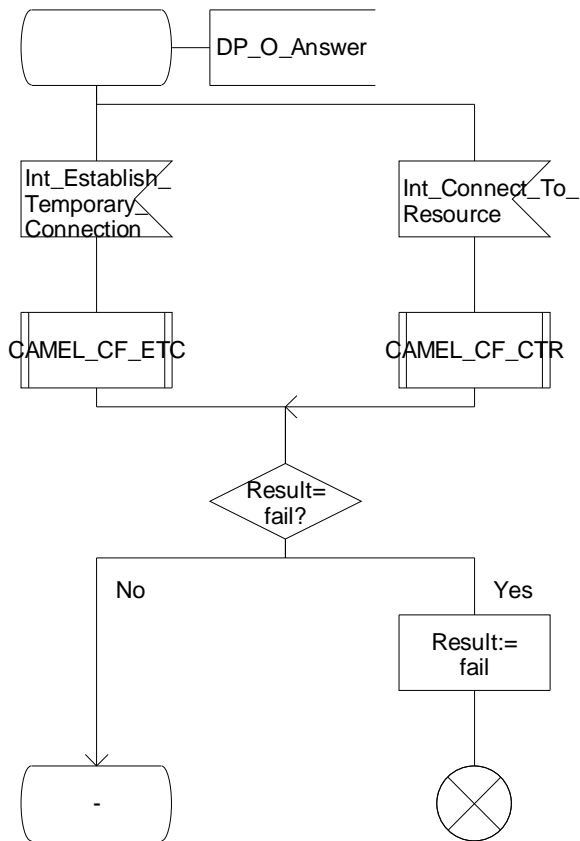 DP_O_Answer
Int_Establish_
Temporary_
Connection
Int_Connect_To_
Resource
CAMEL_CF_ETC
CAMEL_CF_CTR
Result=
fail?
No
Yes
Result:=
fail
-